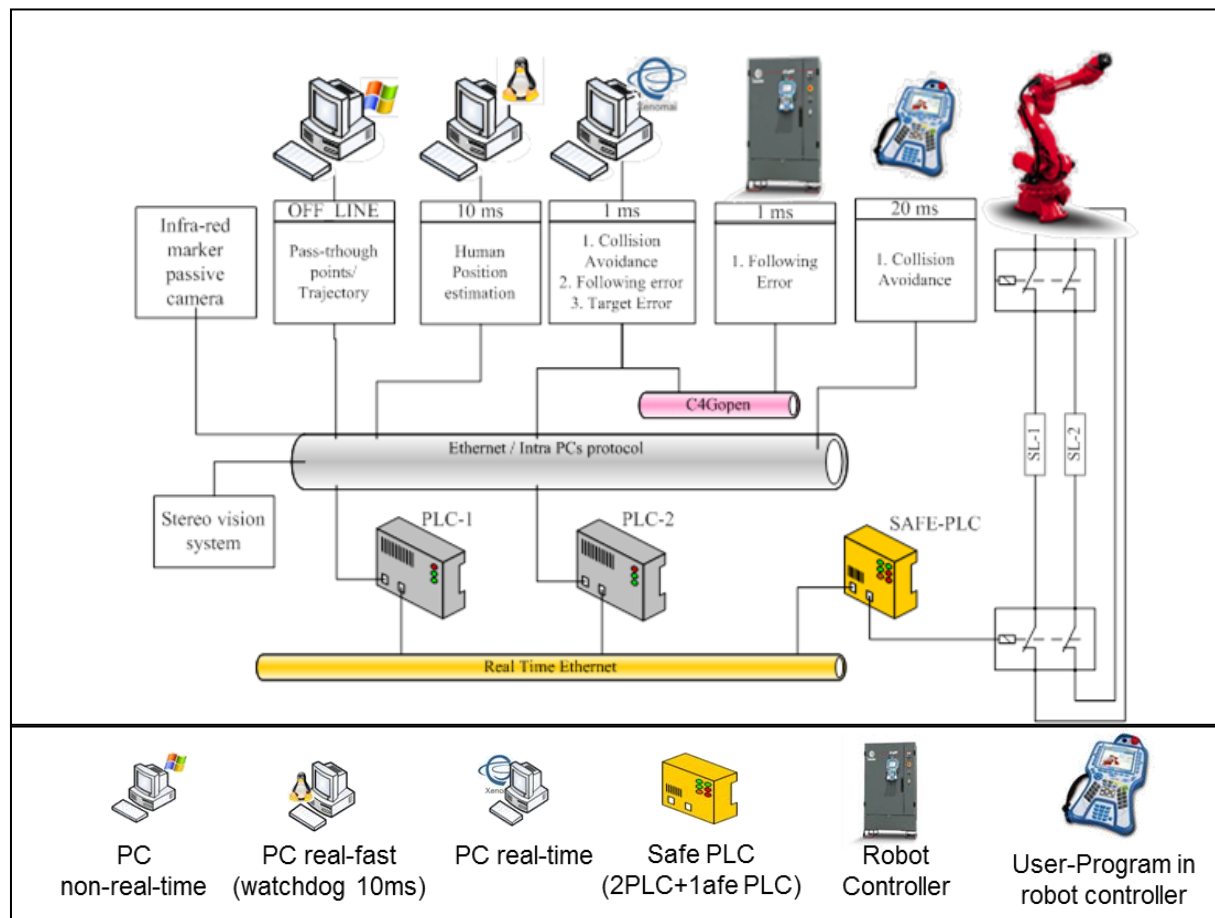 Xenomai
OFF_LINE
Pass-trhough
points/
Trajectory
10 ms
Human
Position
estimation
1 ms
1. Collision
Avoidance
2. Following error
3. Target Error
1 ms
1. Following
Error
20 ms
1. Collision
Avoidance
Infra-red
marker
passive
camera
C4Gopen
Ethernet / Intra PCs protocol
SL-1
SL-2
Stereo vision
system
PLC-1
PLC-2
SAFE-PLC
Real Time Ethernet
Xenomai
PC
non-real-time
PC real-fast
(watchdog 10ms)
PC real-time
Safe PLC
(2PLC+1afe PLC)
Robot
Controller
User-Program in
robot controller